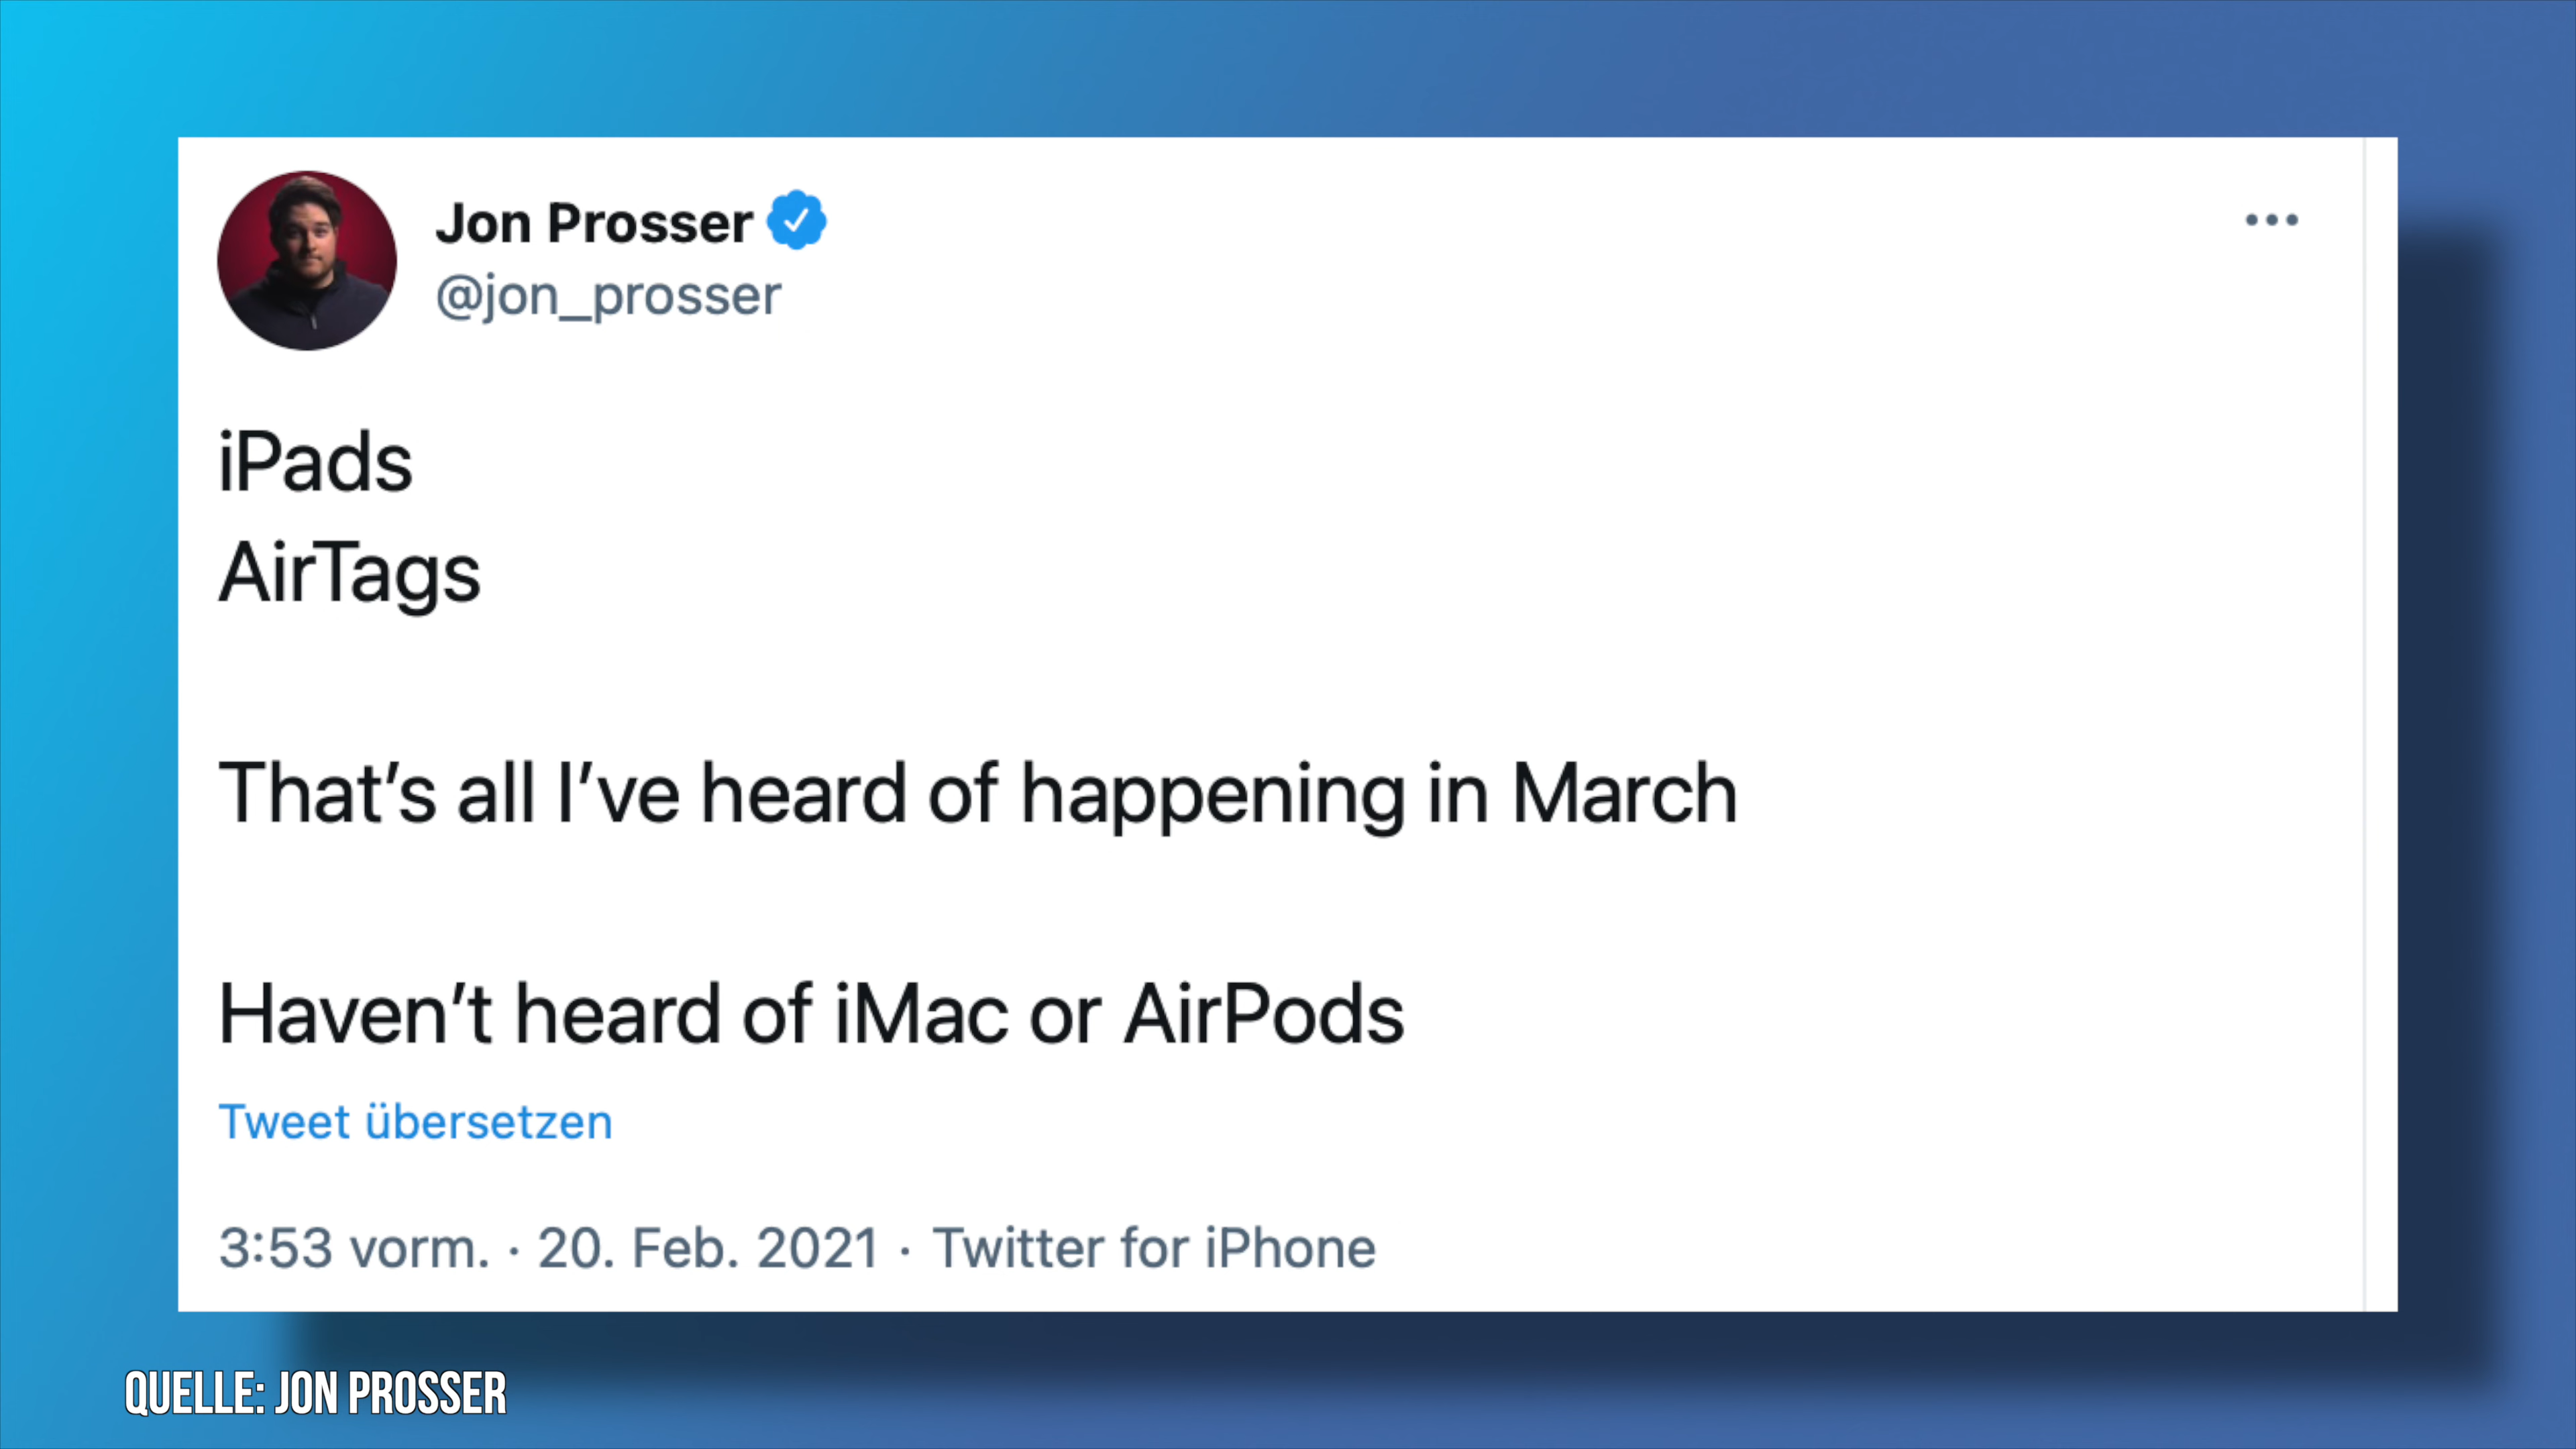 Jon Prosser
@jon_prosser
iPads
AirTags
That’s all I’ve heard of happening in March
Haven’t heard of iMac or AirPods
Tweet übersetzen
3:53 vorm. · 20. Feb. 2021 · Twitter for iPhone
QUELLE: JON PROSSER